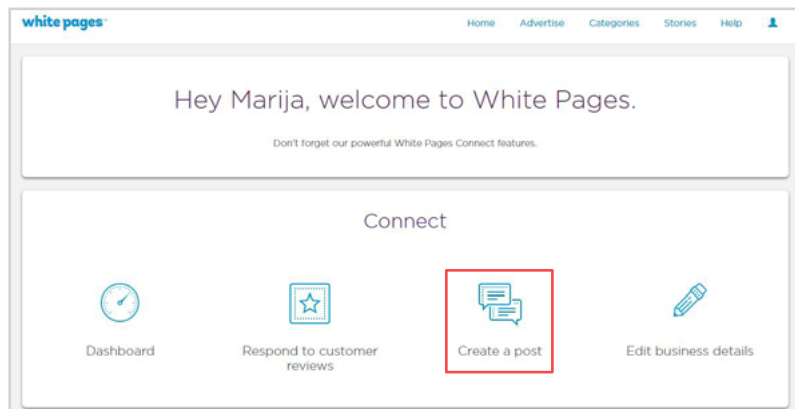 white pages
Home Advertise Categories Stories Help
Hey Marija, welcome to White Pages.
Don't forget our powerful White Pages Connect features.
Connect
Dashboard
Respond to customer
reviews
Create a post
Edit business details